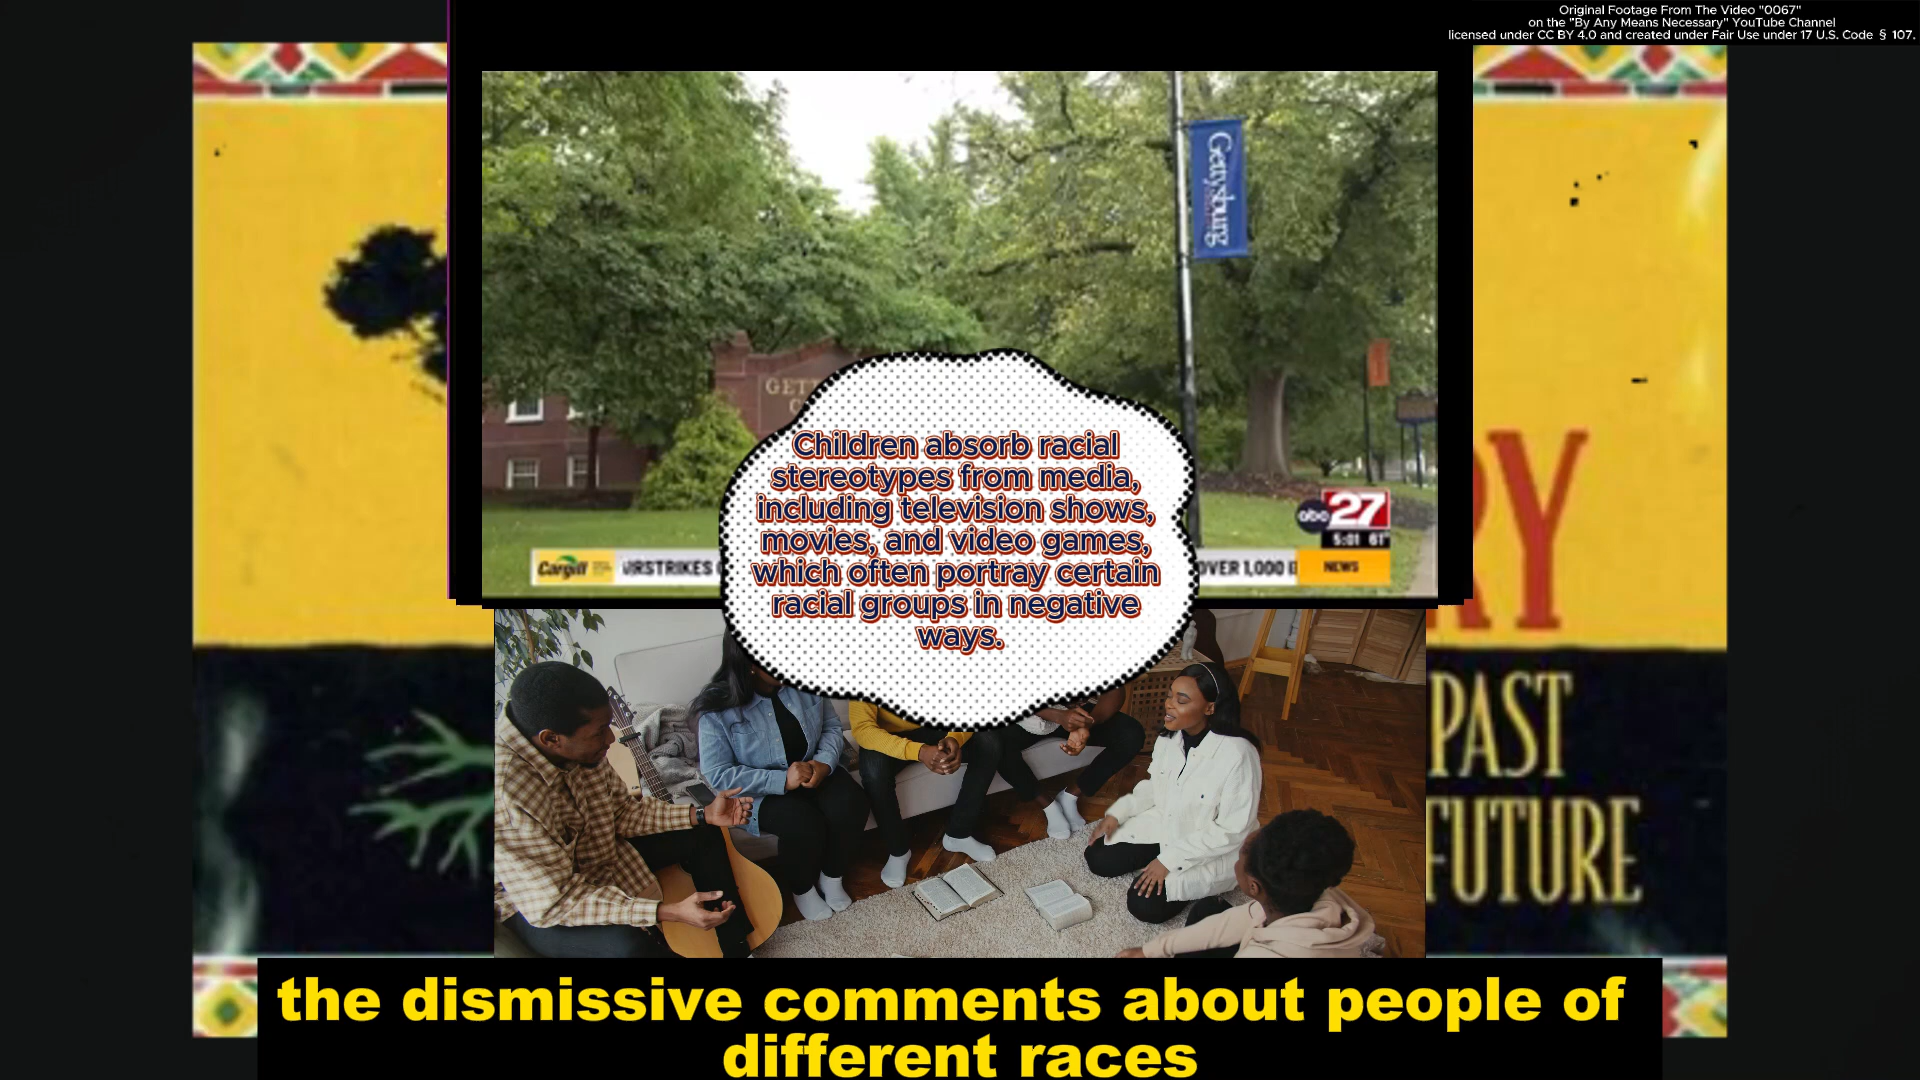 Original Footage From The Video "0067"
on the "By Any Means Necessary" YouTube Channel
licensed under CC BY 4.0 and created under Fair Use under 17 U.S. Code § 107.
Gettysburg
GETT
C
Children absorb racial
stereotypes from media,
including television shows,
movies, and video games,
which often portray certain
racial groups in negative
ways.
abc 27
5:01 61°
Cargill
OVER 1,000
NEWS
RY
PAST
FUTURE
the dismissive comments about people of
different races